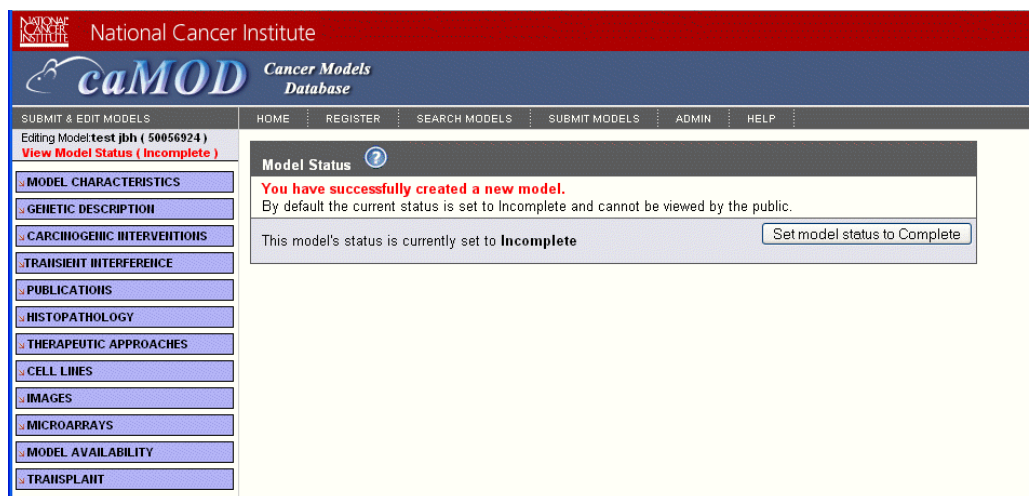 NATIONAL
CANCER
INSTITUTE
National Cancer Institute
caMOD
Cancer Models
Database
SUBMIT & EDIT MODELS
HOME
REGISTER
SEARCH MODELS
SUBMIT MODELS
ADMIN
HELP
Editing Model:test jbh ( 50056924 )
View Model Status ( Incomplete )
MODEL CHARACTERISTICS
GENETIC DESCRIPTION
CARCINOGENIC INTERVENTIONS
TRANSIENT INTERFERENCE
PUBLICATIONS
HISTOPATHOLOGY
THERAPEUTIC APPROACHES
CELL LINES
IMAGES
MICROARRAYS
MODEL AVAILABILITY
TRANSPLANT
Model Status ?
You have successfully created a new model.
By default the current status is set to Incomplete and cannot be viewed by the public.
This model's status is currently set to Incomplete
Set model status to Complete